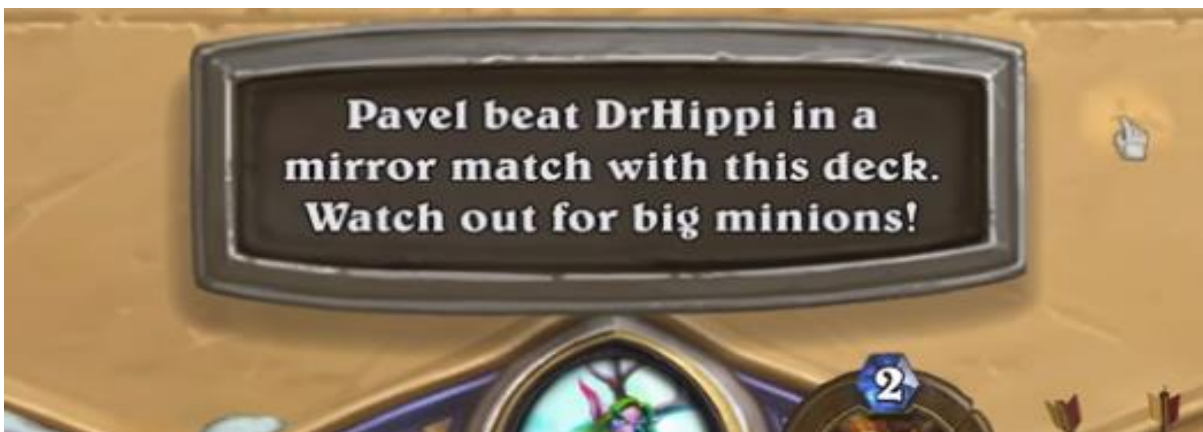 Pavel beat DrHippi in a
mirror match with this deck.
Watch out for big minions!
2